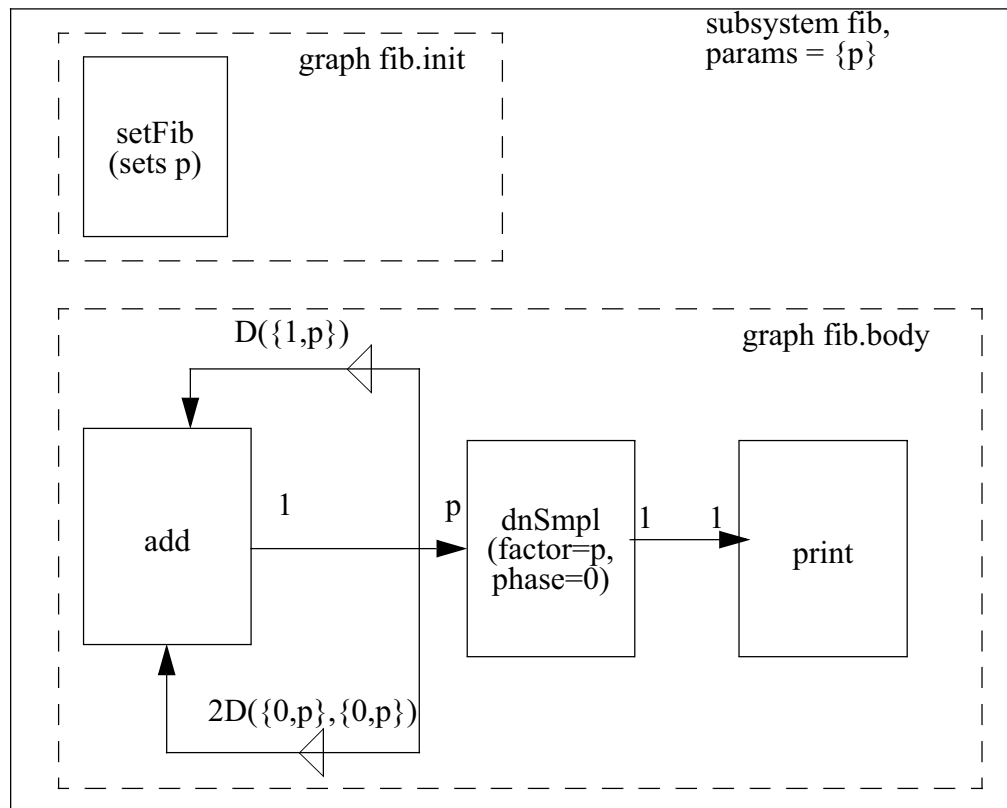 subsystem fib,
params = {p}
graph fib.init
setFib
(sets p)
graph fib.body
D({1,p})
add
1
p
dnSmpl
(factor=p,
phase=0)
1
1
print
2D({0,p},{0,p})